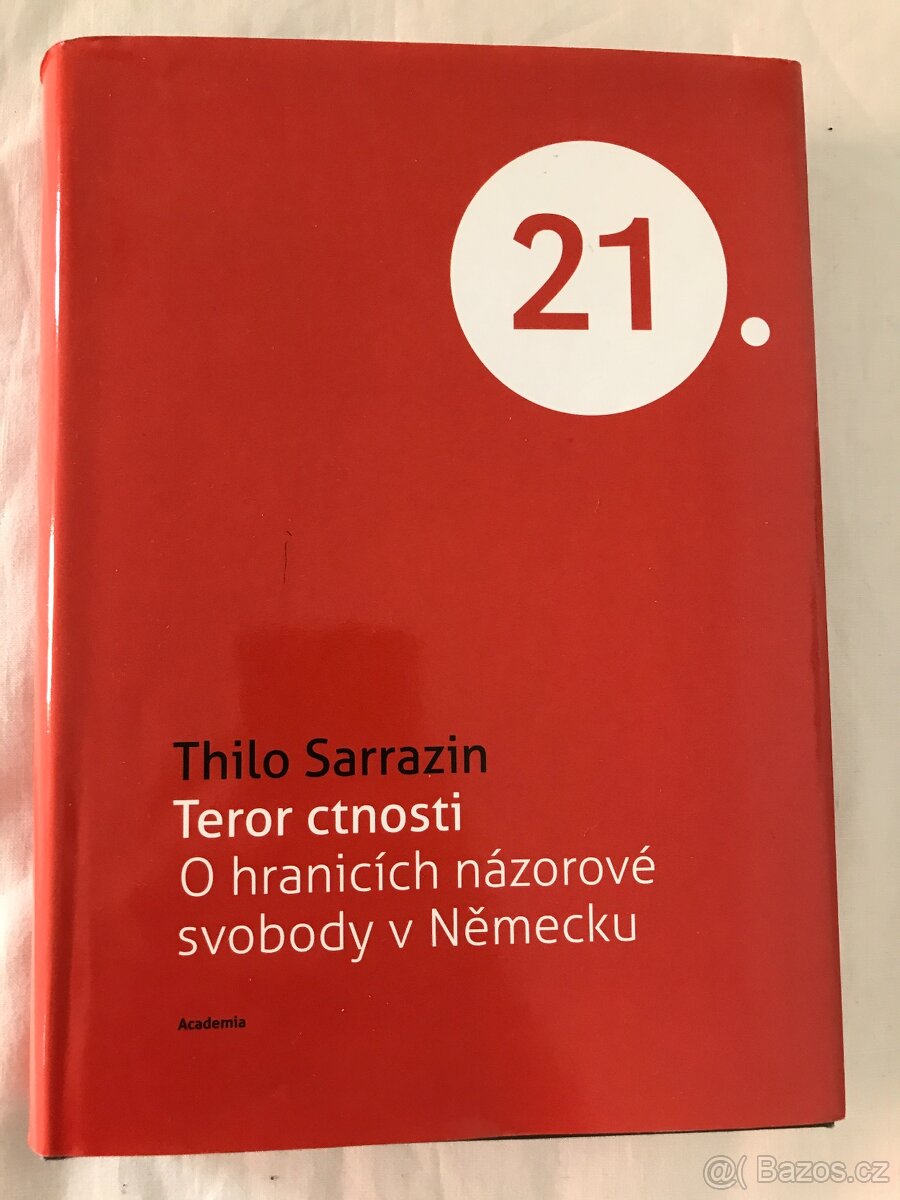 21.
Thilo Sarrazin
Teror ctnosti
O hranicích názorové
svobody v Německu
Academia
@( Bazos.cz